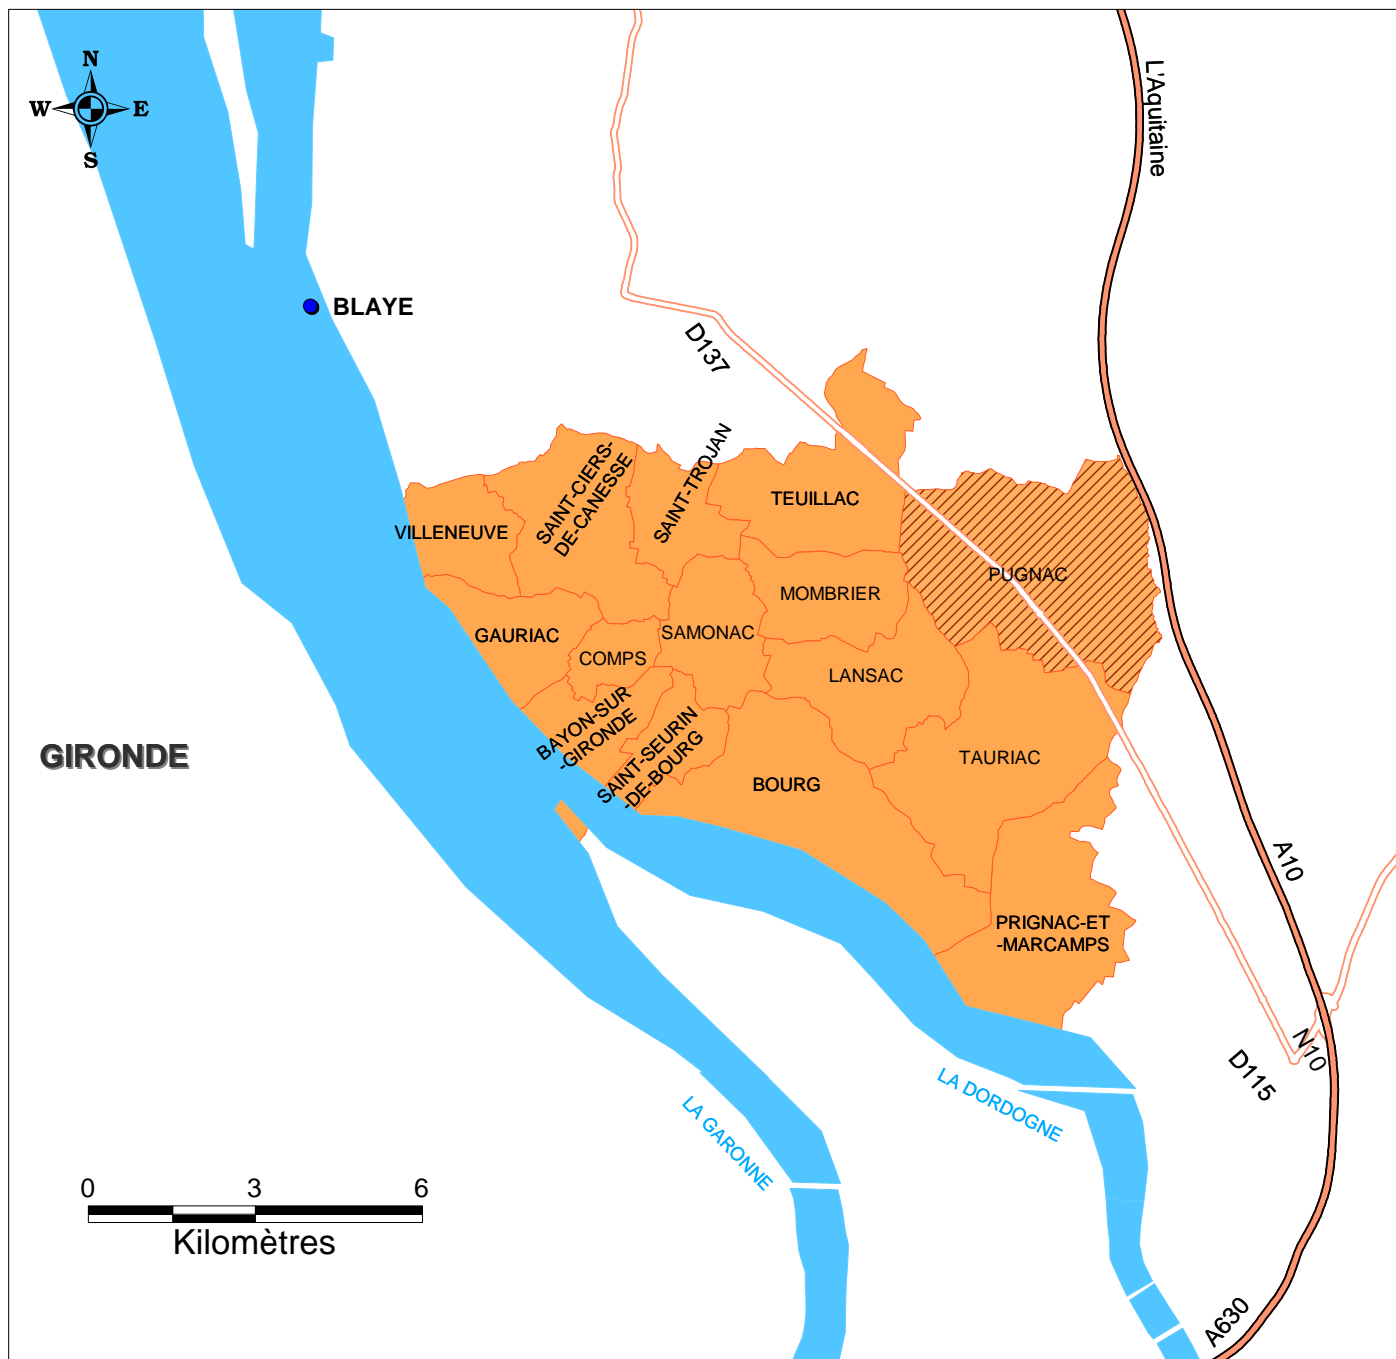 N
W E
S
L'Aquitaine
BLAYE
D137
SAINT-CIERS-
DE-CANESSE
SAINT-TROJAN
TEUILLAC
VILLENEUVE
PUGNAC
MOMBRIER
GAURIAC
SAMONAC
COMPS
LANSAC
BAYON-SUR
-GIRONDE
SAINT-SEURIN
-DE-BOURG
GIRONDE
BOURG
TAURIAC
A10
PRIGNAC-ET
-MARCAMPS
N10
D115
LA DORDOGNE
LA GARONNE
0 3 6
Kilomètres
A630